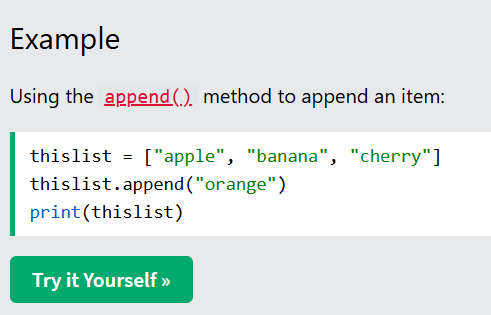 Example
Using the append() method to append an item:
thislist = ["apple", "banana", "cherry"]
thislist.append("orange")
print(thislist)
Try it Yourself »